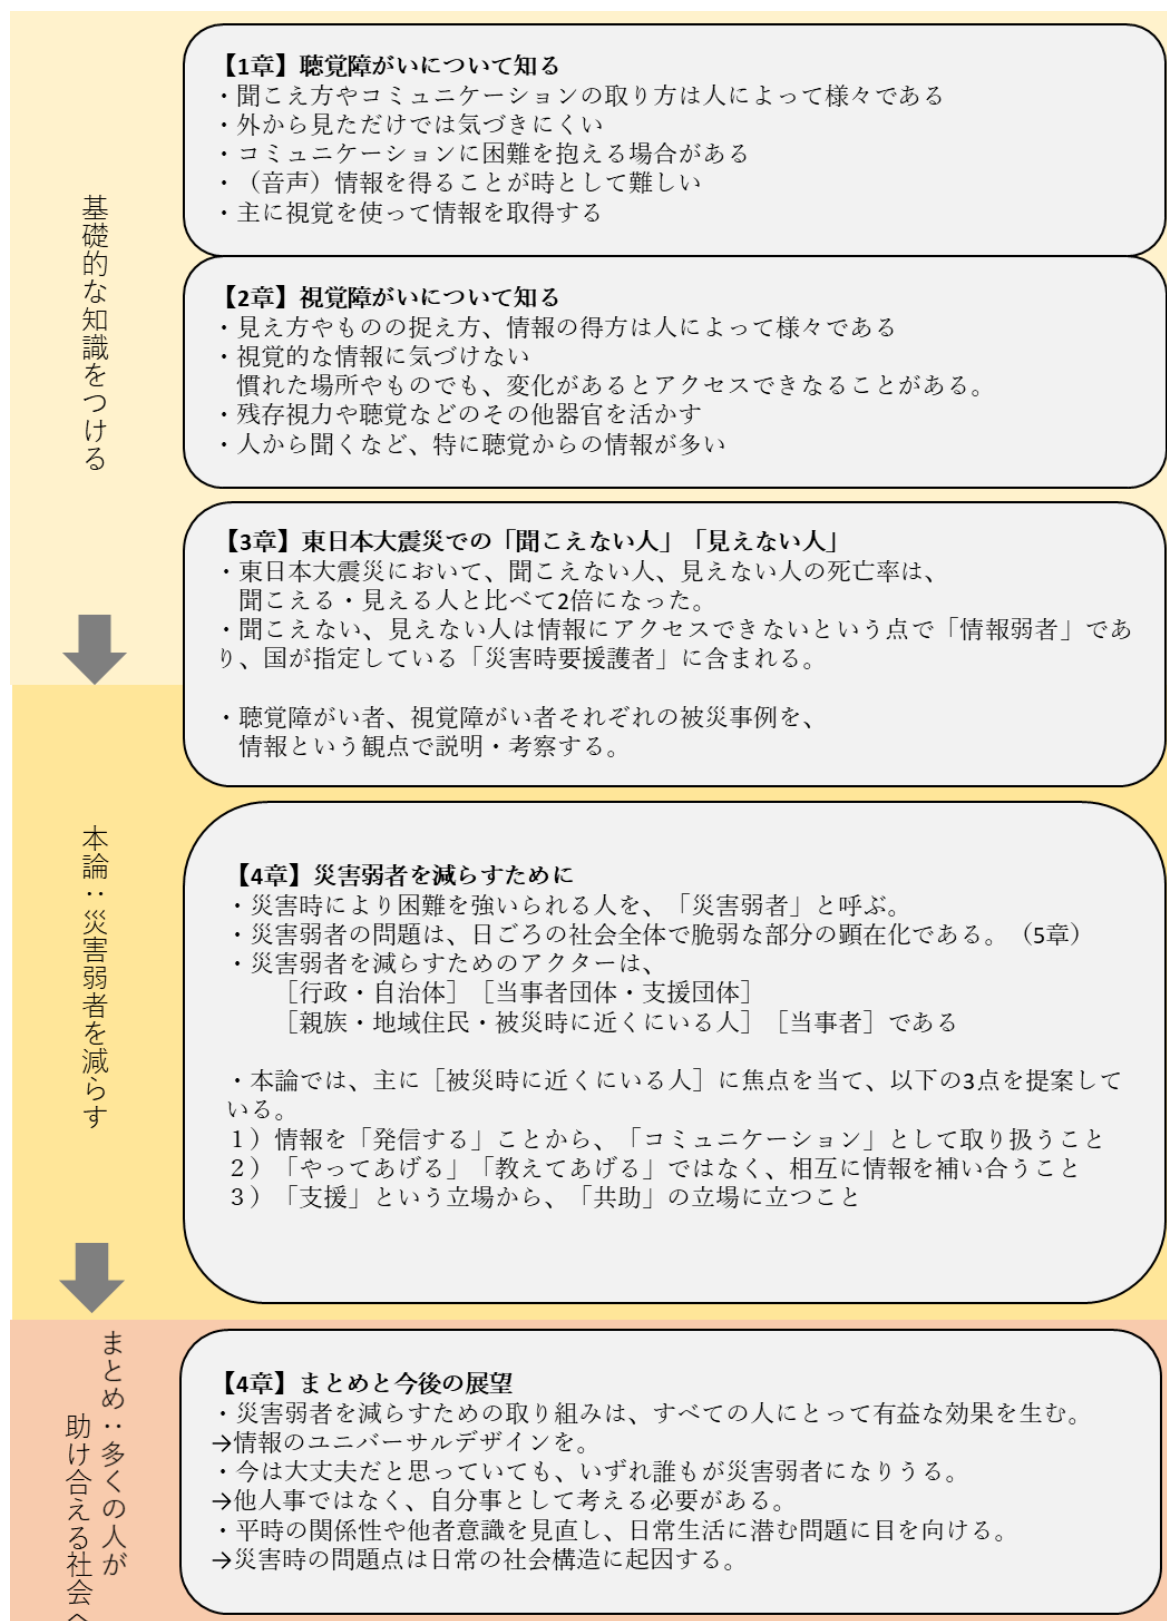 基礎的な知識をつける
【1章】聴覚障がいについて知る
・聞こえ方やコミュニケーションの取り方は人によって様々である
・外から見ただけでは気づきにくい
・コミュニケーションに困難を抱える場合がある
・（音声）情報を得ることが時として難しい
・主に視覚を使って情報を取得する
【2章】視覚障がいについて知る
・見え方やものの捉え方、情報の得方は人によって様々である
・視覚的な情報に気づけない
慣れた場所やものでも、変化があるとアクセスできなることがある。
・残存視力や聴覚などのその他器官を活かす
・人から聞くなど、特に聴覚からの情報が多い
【3章】東日本大震災での「聞こえない人」「見えない人」
・東日本大震災において、聞こえない人、見えない人の死亡率は、
聞こえる・見える人と比べて2倍になった。
・聞こえない、見えない人は情報にアクセスできないという点で「情報弱者」であ
り、国が指定している「災害時要援護者」に含まれる。
・聴覚障がい者、視覚障がい者それぞれの被災事例を、
情報という観点で説明・考察する。
本論：災害弱者を減らす
【4章】災害弱者を減らすために
・災害時により困難を強いられる人を、「災害弱者」と呼ぶ。
・災害弱者の問題は、日ごろの社会全体で脆弱な部分の顕在化である。（5章）
・災害弱者を減らすためのアクターは、
［行政・自治体］［当事者団体・支援団体］
［親族・地域住民・被災時に近くにいる人］［当事者］である
・本論では、主に［被災時に近くにいる人］に焦点を当て、以下の3点を提案して
いる。
１）情報を「発信する」ことから、「コミュニケーション」として取り扱うこと
２）「やってあげる」「教えてあげる」ではなく、相互に情報を補い合うこと
３）「支援」という立場から、「共助」の立場に立つこと
まとめ：多くの人が
助け合える社会へ
【4章】まとめと今後の展望
・災害弱者を減らすための取り組みは、すべての人にとって有益な効果を生む。
→情報のユニバーサルデザインを。
・今は大丈夫だと思っていても、いずれ誰もが災害弱者になりうる。
→他人事ではなく、自分事として考える必要がある。
・平時の関係性や他者意識を見直し、日常生活に潜む問題に目を向ける。
→災害時の問題点は日常の社会構造に起因する。